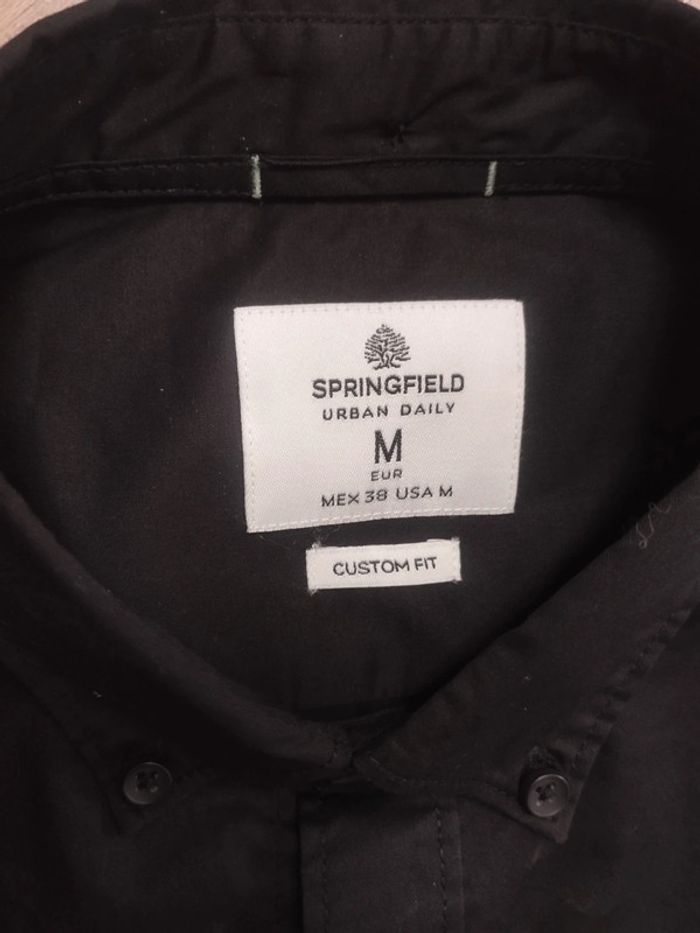 SPRINGFIELD
URBAN DAILY
M
EUR
MEX 38 USA M
CUSTOM FIT